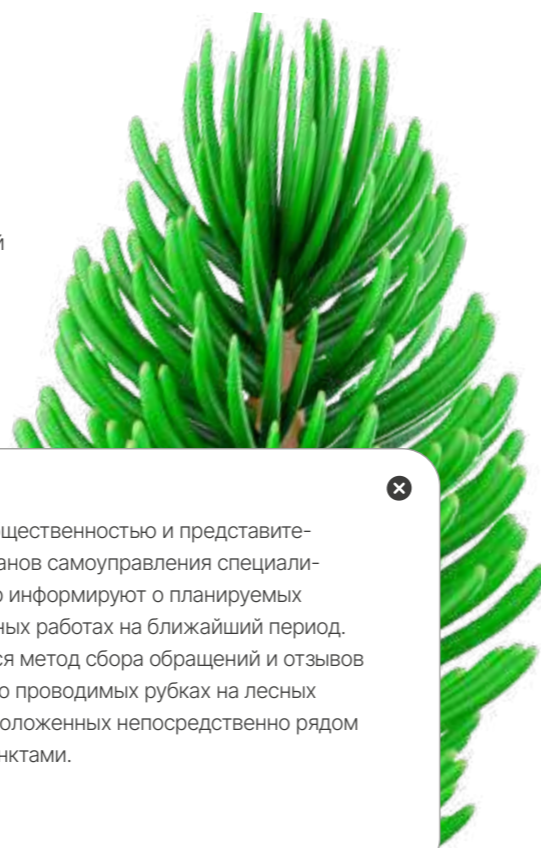 й
щественностью и представите-
анов самоуправления специали-
о информируют о планируемых
ных работах на ближайший период.
ся метод сбора обращений и отзывов
о проводимых рубках на лесных
оложенных непосредственно рядом
нктами.